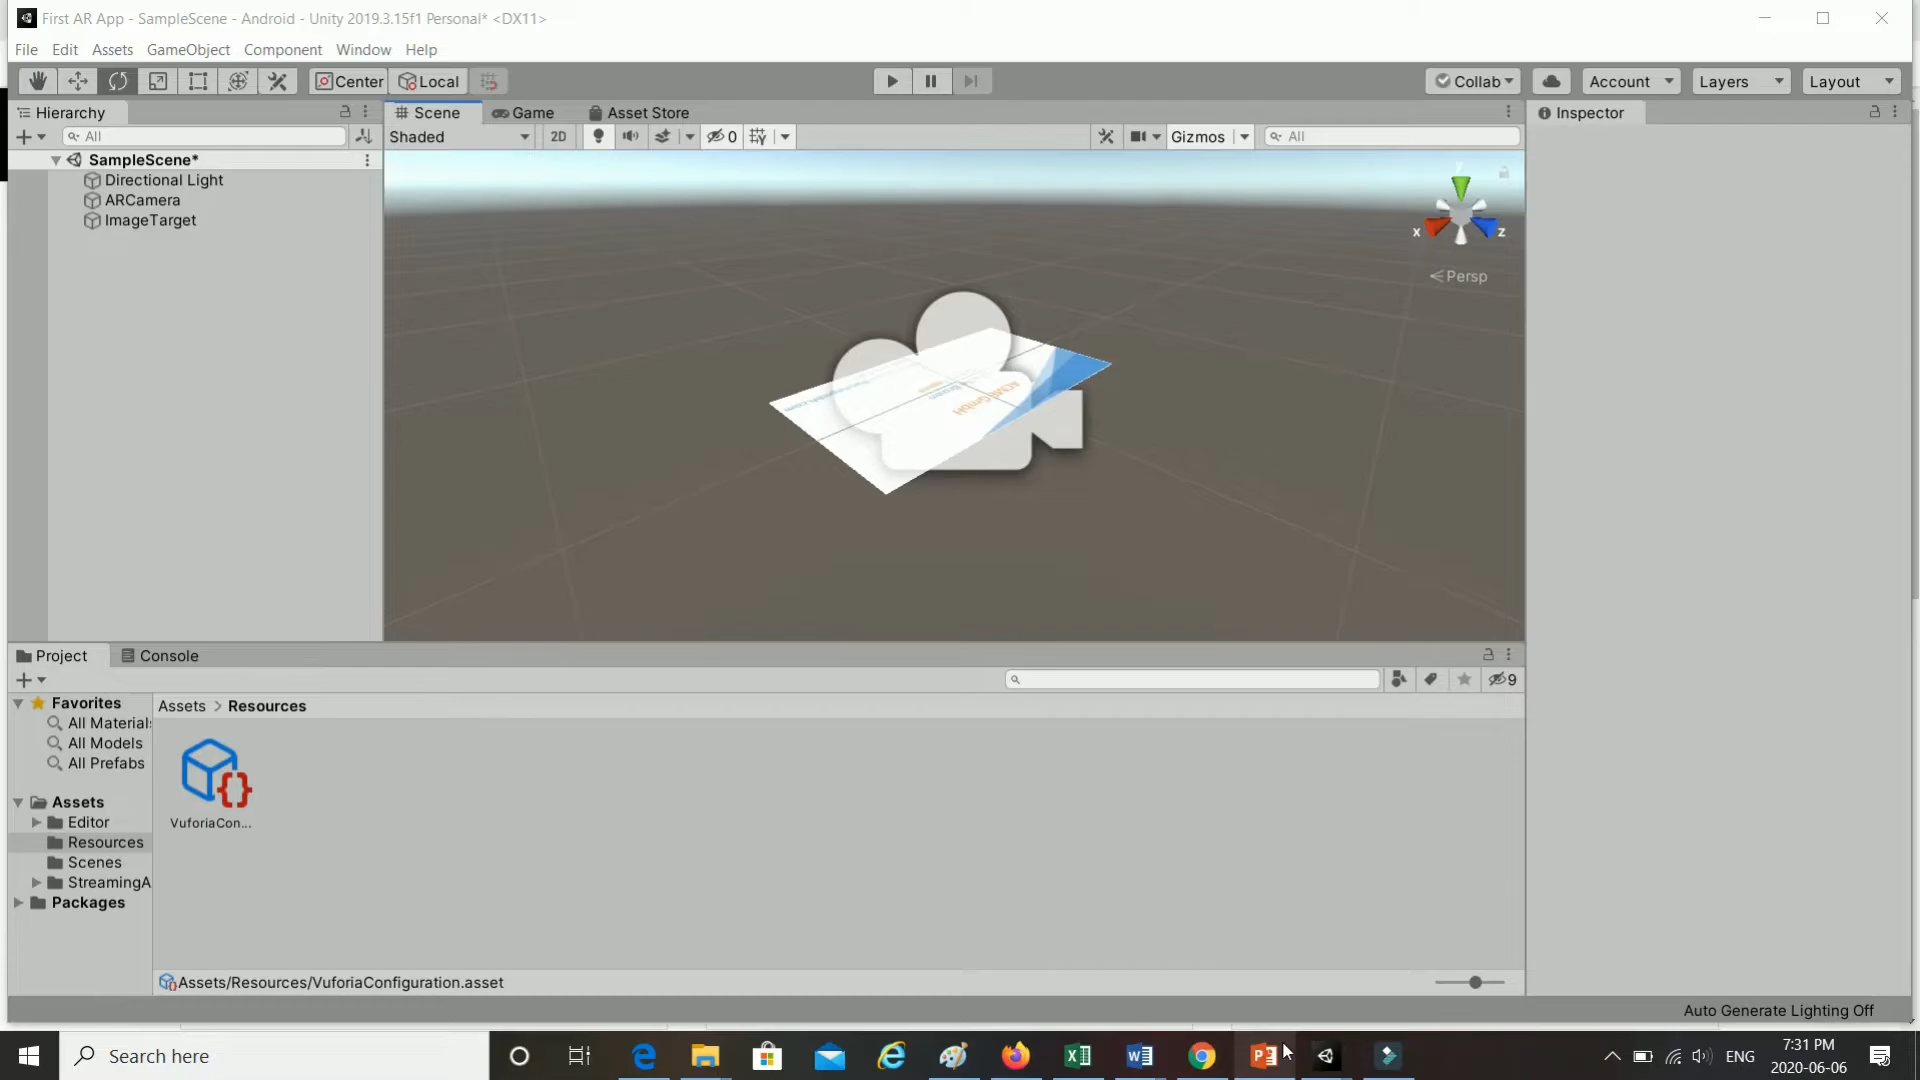 First AR App - SampleScene - Android - Unity 2019.3.15f1 Personal* <DX11>
File Edit Assets GameObject Component Window Help
Center Local Collab Account Layers Layout
Hierarchy
All
SampleScene*
Directional Light
ARCamera
ImageTarget
Scene Game Asset Store
Shaded 2D 0 Gizmos All
y
x z
Persp
ACME GmbH
Inspector
Project Console
9
Favorites
All Materials
All Models
All Prefabs
Assets
Editor
Resources
Scenes
StreamingA
Packages
Assets > Resources
VuforiaCon...
Assets/Resources/VuforiaConfiguration.asset
Auto Generate Lighting Off
Search here
ENG
7:31 PM
2020-06-06